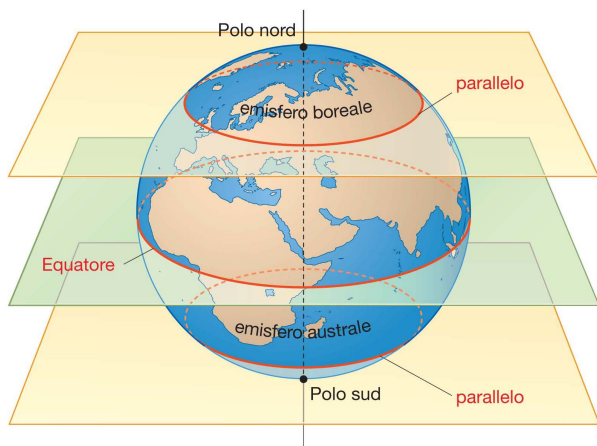 Polo nord
parallelo
emisfero boreale
Equatore
emisfero australe
Polo sud
parallelo